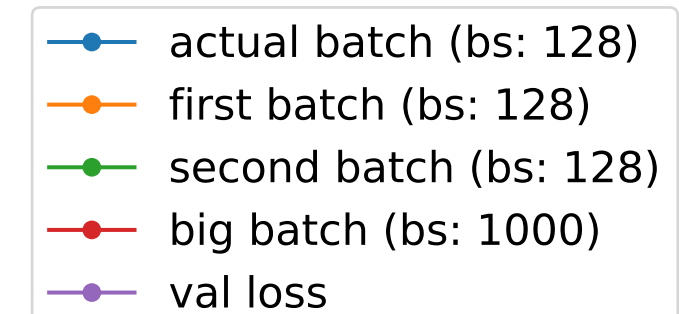 actual batch (bs: 128)
first batch (bs: 128)
second batch (bs: 128)
big batch (bs: 1000)
val loss